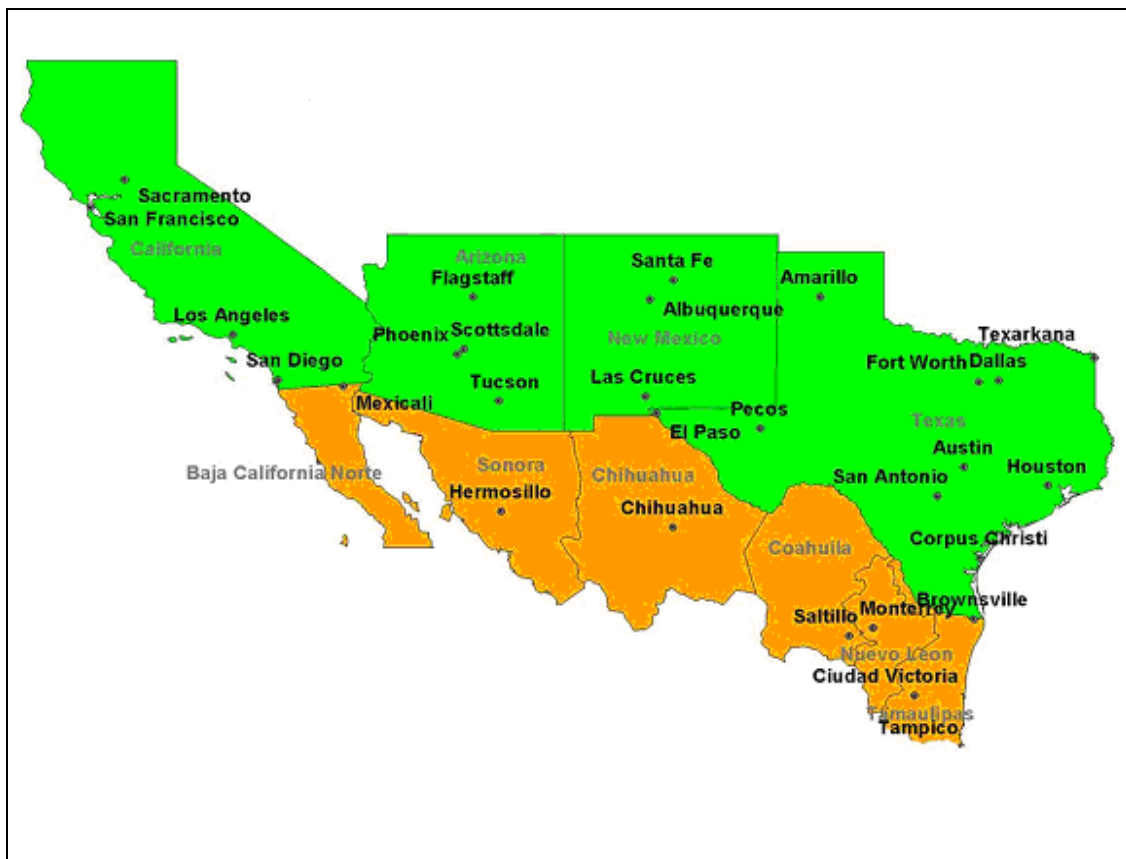 Sacramento
San Francisco
California
Arizona
Flagstaff
Santa Fe
Amarillo
Albuquerque
Los Angeles
Phoenix
Scottsdale
New Mexico
Texarkana
San Diego
Tucson
Las Cruces
Fort Worth
Dallas
Mexicali
El Paso
Pecos
Texas
Austin
Baja California Norte
Sonora
Hermosillo
Chihuahua
Chihuahua
San Antonio
Houston
Coahuila
Corpus Christi
Saltillo
Monterrey
Brownsville
Nuevo Leon
Ciudad Victoria
Tamaulipas
Tampico